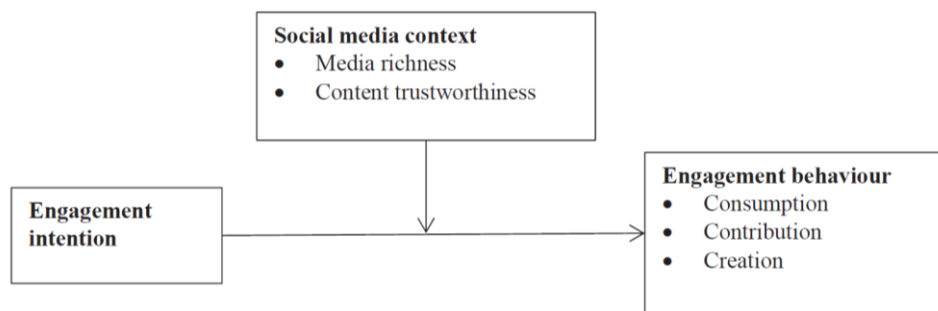 Social media context
• Media richness
• Content trustworthiness
Engagement
intention
Engagement behaviour
• Consumption
• Contribution
• Creation